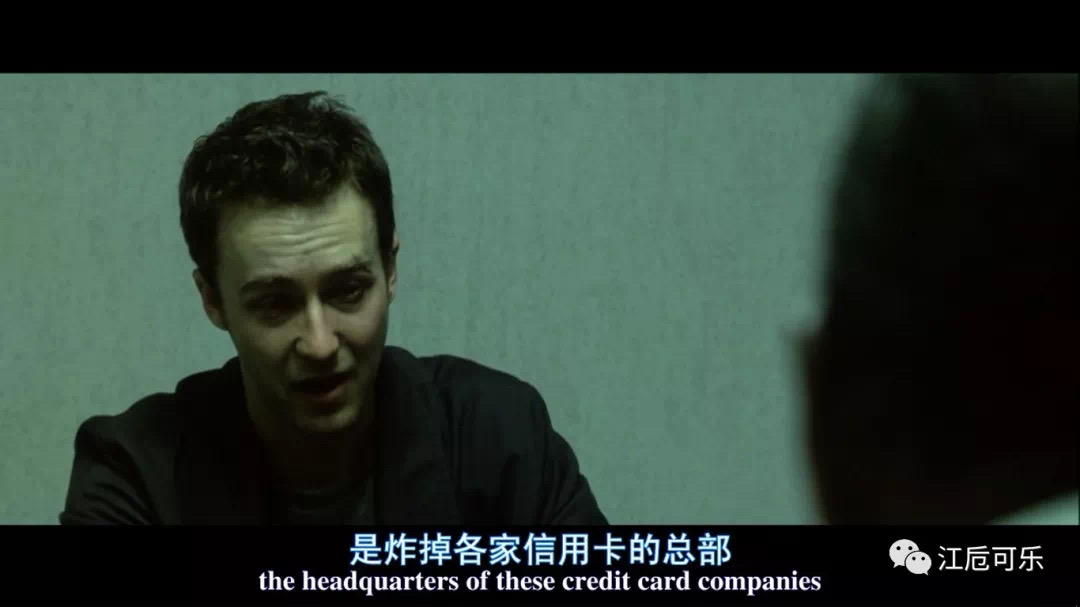 是炸掉各家信用卡的总部
the headquarters of these credit card companies
江卮可乐